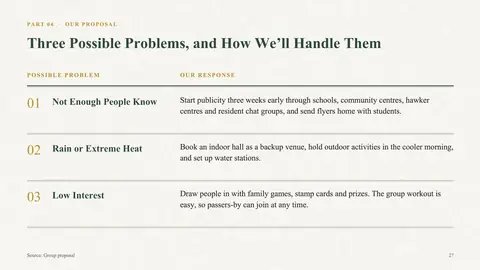 PART 04 · OUR PROPOSAL
Three Possible Problems, and How We’ll Handle Them
POSSIBLE PROBLEM
OUR RESPONSE
01
Not Enough People Know
Start publicity three weeks early through schools, community centres, hawker
centres and resident chat groups, and send flyers home with students.
02
Rain or Extreme Heat
Book an indoor hall as a backup venue, hold outdoor activities in the cooler morning,
and set up water stations.
03
Low Interest
Draw people in with family games, stamp cards and prizes. The group workout is
easy, so passers-by can join at any time.
Source: Group proposal
27